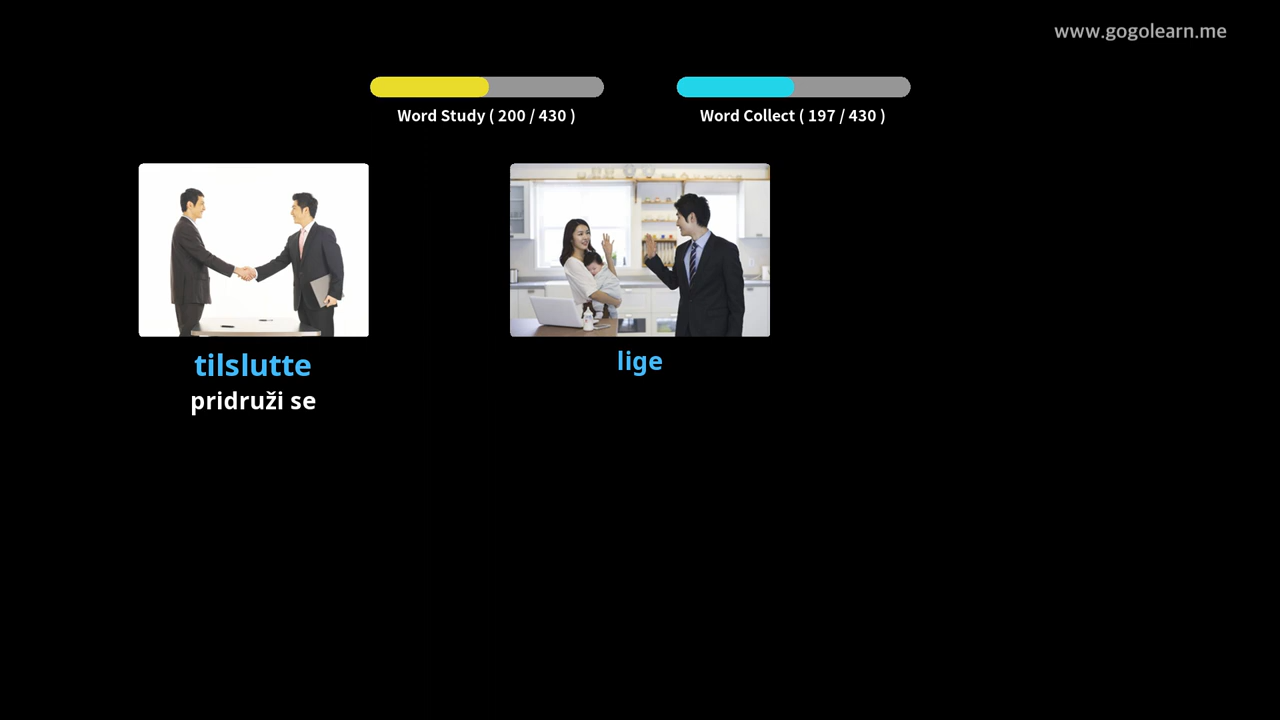 www.gogolearn.me
Word Study ( 200 / 430 )
Word Collect ( 197 / 430 )
tilslutte
pridruži se
lige